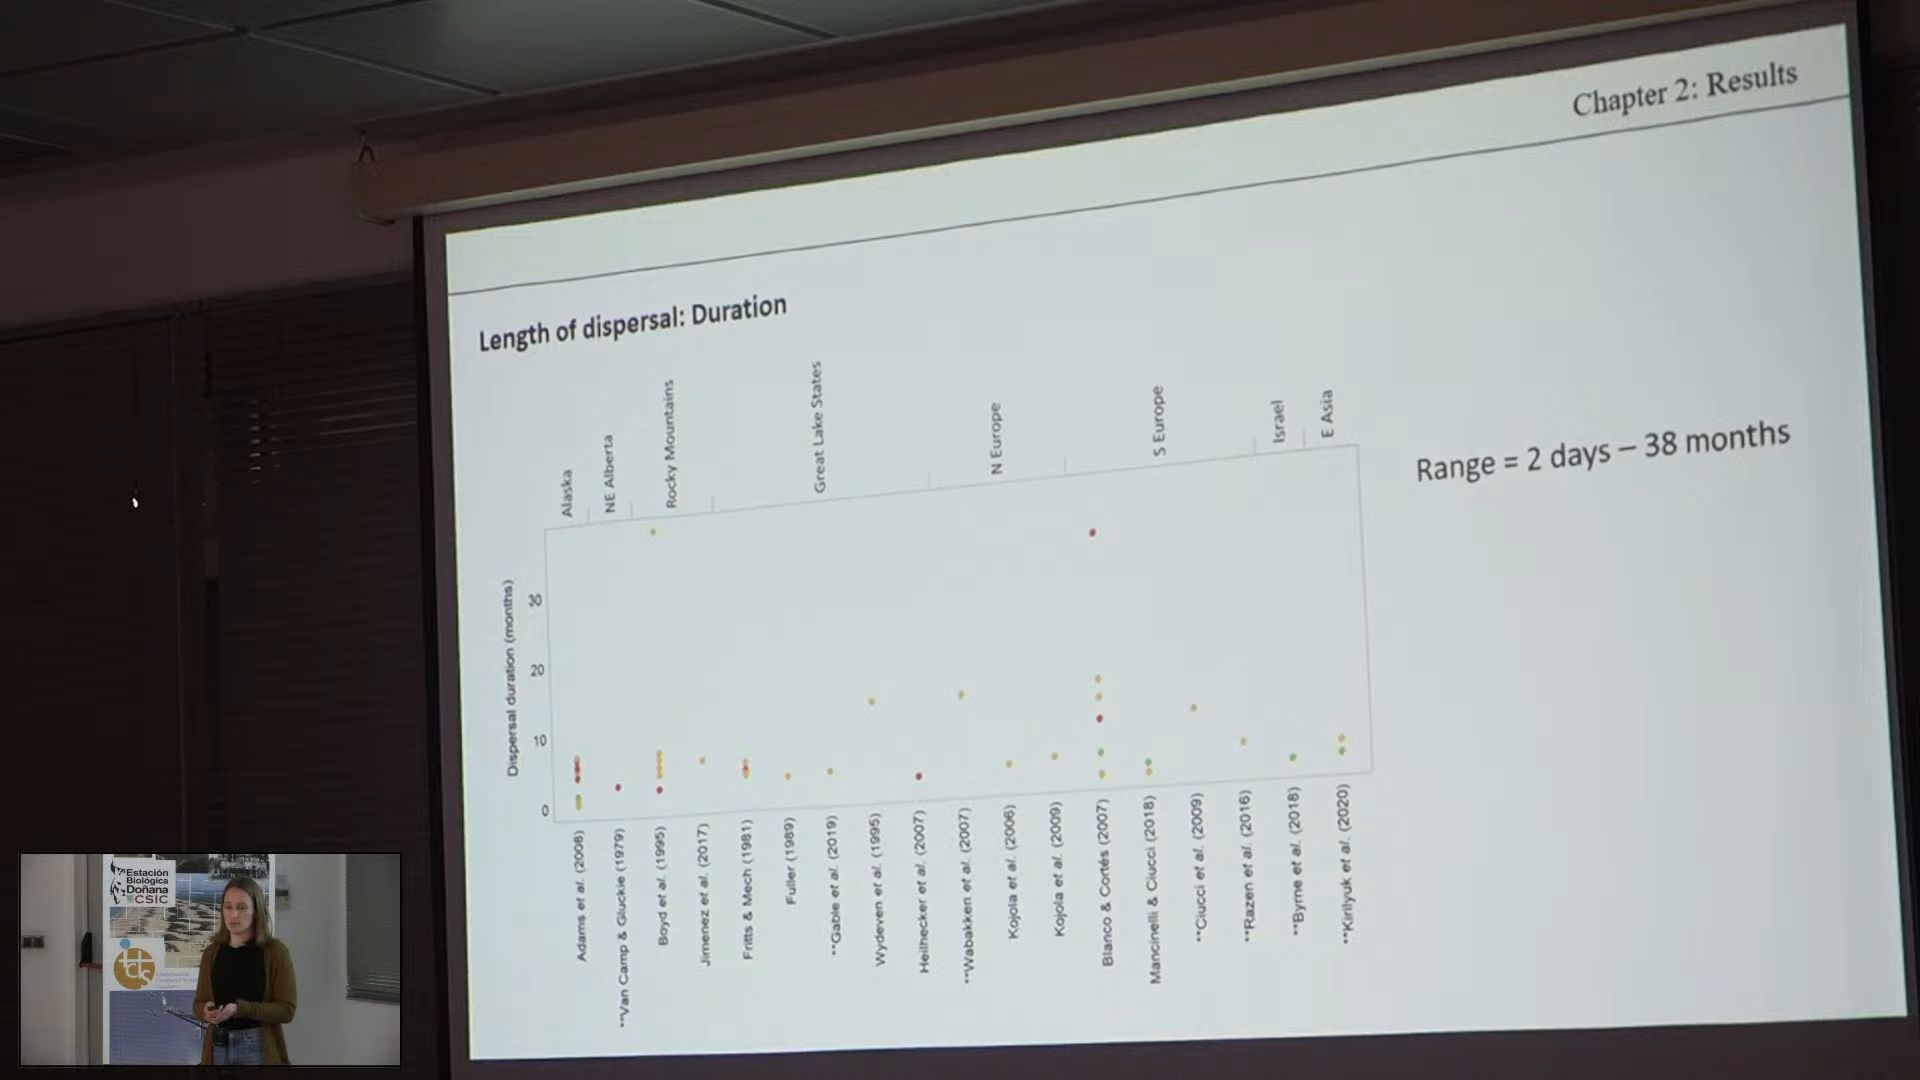 Chapter 2: Results
Length of dispersal: Duration
Range = 2 days – 38 months
Alaska
NE Alberta
Rocky Mountains
Great Lake States
N Europe
S Europe
Israel
E Asia
Dispersal duration (months)
30
20
10
0
Adams et al. (2008)
**Van Camp & Gluckie (1979)
Boyd et al. (1995)
Jimenez et al. (2017)
Fritts & Mech (1981)
Fuller (1989)
**Gable et al. (2019)
Wydeven et al. (1995)
Heilhecker et al. (2007)
**Wabakken et al. (2007)
Kojola et al. (2006)
Kojola et al. (2009)
Blanco & Cortés (2007)
Mancinelli & Ciucci (2018)
**Ciucci et al. (2009)
**Razen et al. (2016)
**Byrne et al. (2018)
**Kirilyuk et al. (2020)
Estación
Biológica
Doñana
CSIC